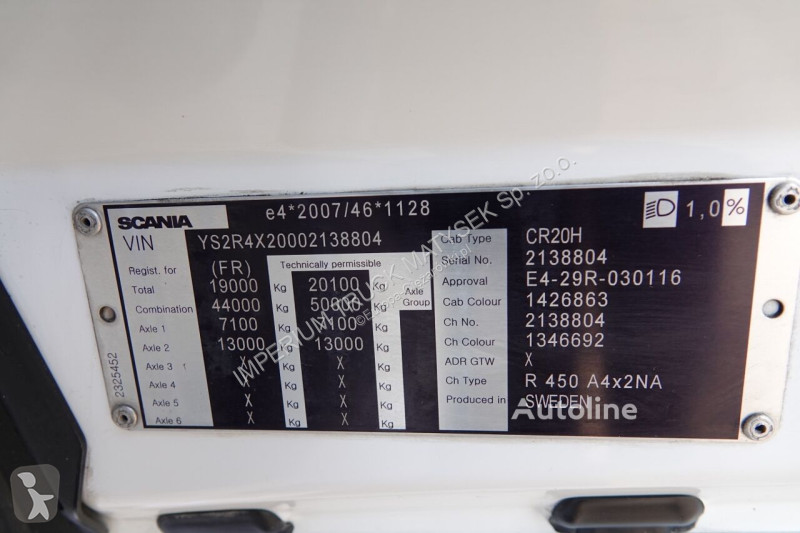 SCANIA e4*2007/46*1128 1,0%
VIN YS2R4X20002138804
Regist. for (FR) Technically permissible Axle Group
Total 19000 Kg 20100 Kg
Combination 44000 Kg 50000 Kg
Axle 1 7100 Kg 7100 Kg
Axle 2 13000 Kg 13000 Kg
Axle 3 X Kg X Kg
Axle 4 X Kg X Kg
Axle 5 X Kg X Kg
Axle 6 X Kg X Kg
Cab Type CR20H
Serial No. 2138804
Approval E4-29R-030116
Cab Colour 1426863
Ch No. 2138804
Ch Colour 1346692
ADR GTW X
Ch Type R 450 A4x2NA
Produced in SWEDEN
2325452
IMPERIUM TRUCK MATYSEK Sp. zo.o.
Autoline